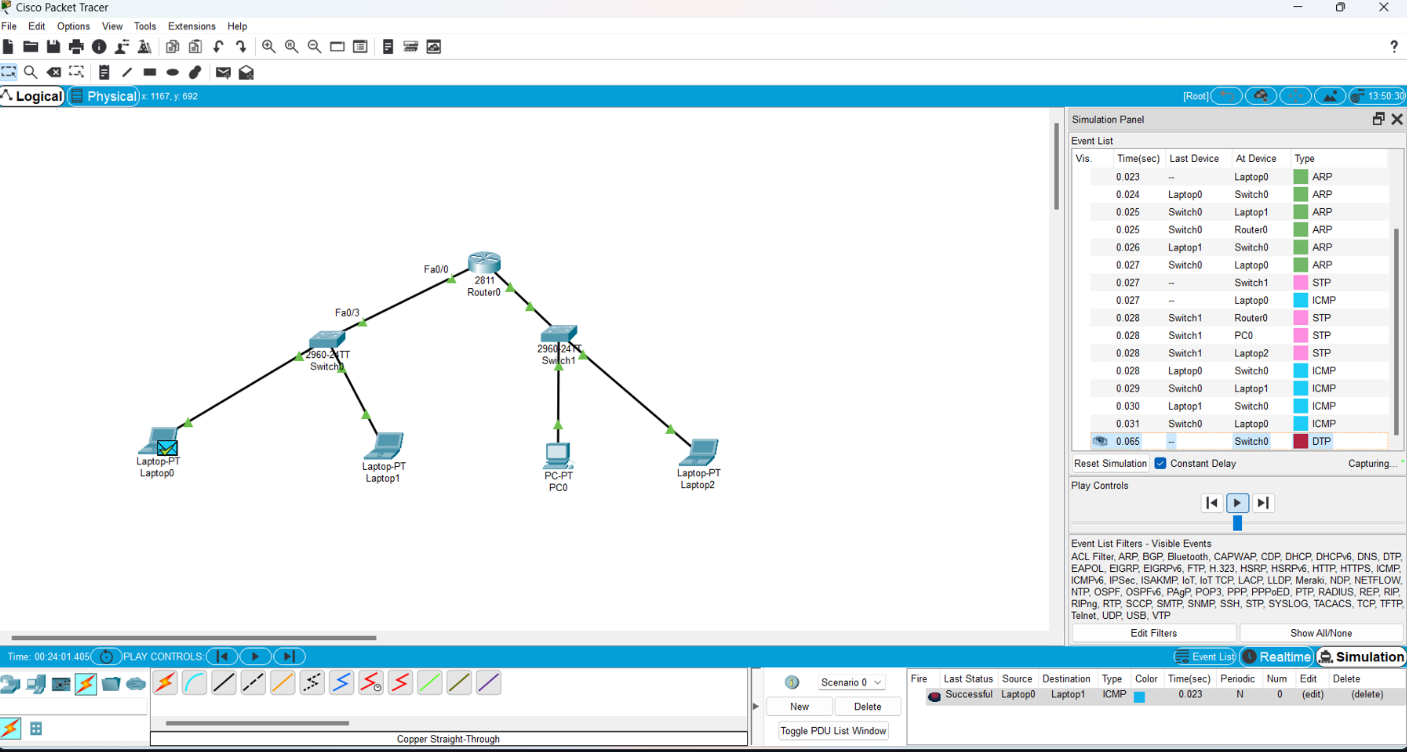 Cisco Packet Tracer
File Edit Options View Tools Extensions Help
?
Logical Physical x: 1167, y: 692 [Root] 13:50:30
Simulation Panel
Event List
Vis. Time(sec) Last Device At Device Type
0.023 -- Laptop0 ARP
0.024 Laptop0 Switch0 ARP
0.025 Switch0 Laptop1 ARP
0.025 Switch0 Router0 ARP
0.026 Laptop1 Switch0 ARP
0.027 Switch0 Laptop0 ARP
0.027 -- Switch1 STP
0.027 -- Laptop0 ICMP
0.028 Switch1 Router0 STP
0.028 Switch1 PC0 STP
0.028 Switch1 Laptop2 STP
0.028 Laptop0 Switch0 ICMP
0.029 Switch0 Laptop1 ICMP
0.030 Laptop1 Switch0 ICMP
0.031 Switch0 Laptop0 ICMP
0.065 -- Switch0 DTP
Reset Simulation Constant Delay Capturing...
Play Controls
Event List Filters - Visible Events
ACL Filter, ARP, BGP, Bluetooth, CAPWAP, CDP, DHCP, DHCPv6, DNS, DTP,
EAPOL, EIGRP, EIGRPv6, FTP, H.323, HSRP, HSRPv6, HTTP, HTTPS, ICMP,
ICMPv6, IPSec, ISAKMP, IoT, IoT TCP, LACP, LLDP, Meraki, NDP, NETFLOW,
NTP, OSPF, OSPFv6, PAgP, POP3, PPP, PPPoED, PTP, RADIUS, REP, RIP,
RIPng, RTP, SCCP, SMTP, SNMP, SSH, STP, SYSLOG, TACACS, TCP, TFTP,
Telnet, UDP, USB, VTP
Edit Filters Show All/None
Fa0/0
2811
Router0
Fa0/3
2960-24TT
Switch0
2960-24TT
Switch1
Laptop-PT
Laptop0
Laptop-PT
Laptop1
PC-PT
PC0
Laptop-PT
Laptop2
Time: 00:24:01.405 PLAY CONTROLS: Event List Realtime Simulation
Scenario 0
New Delete
Toggle PDU List Window
Fire Last Status Source Destination Type Color Time(sec) Periodic Num Edit Delete
Successful Laptop0 Laptop1 ICMP 0.023 N 0 (edit) (delete)
Copper Straight-Through